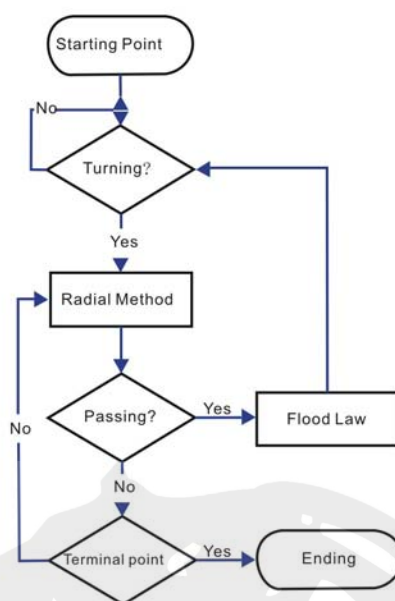 Starting Point
No
Turning?
Yes
Radial Method
Passing?
Yes
Flood Law
No
No
Terminal point
Yes
Ending